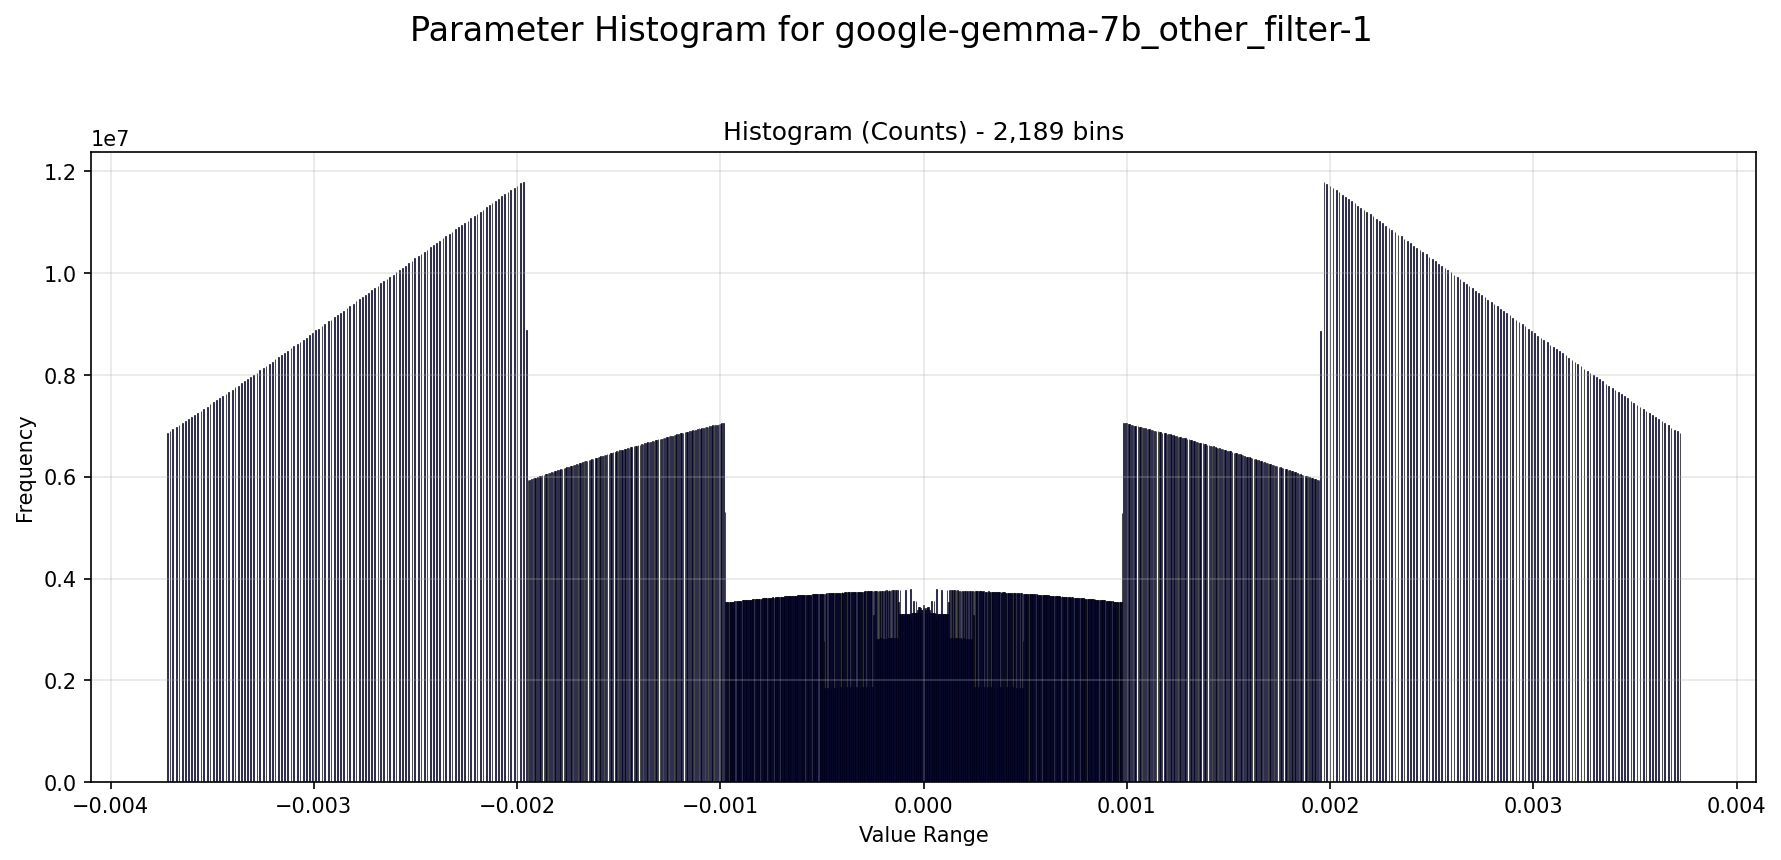 Parameter Histogram for google-gemma-7b_other_filter-1
Histogram (Counts) - 2,189 bins
1e7
1.2
1.0
0.8
0.6
0.4
0.2
0.0
Frequency
−0.004 −0.003 −0.002 −0.001 0.000 0.001 0.002 0.003 0.004
Value Range